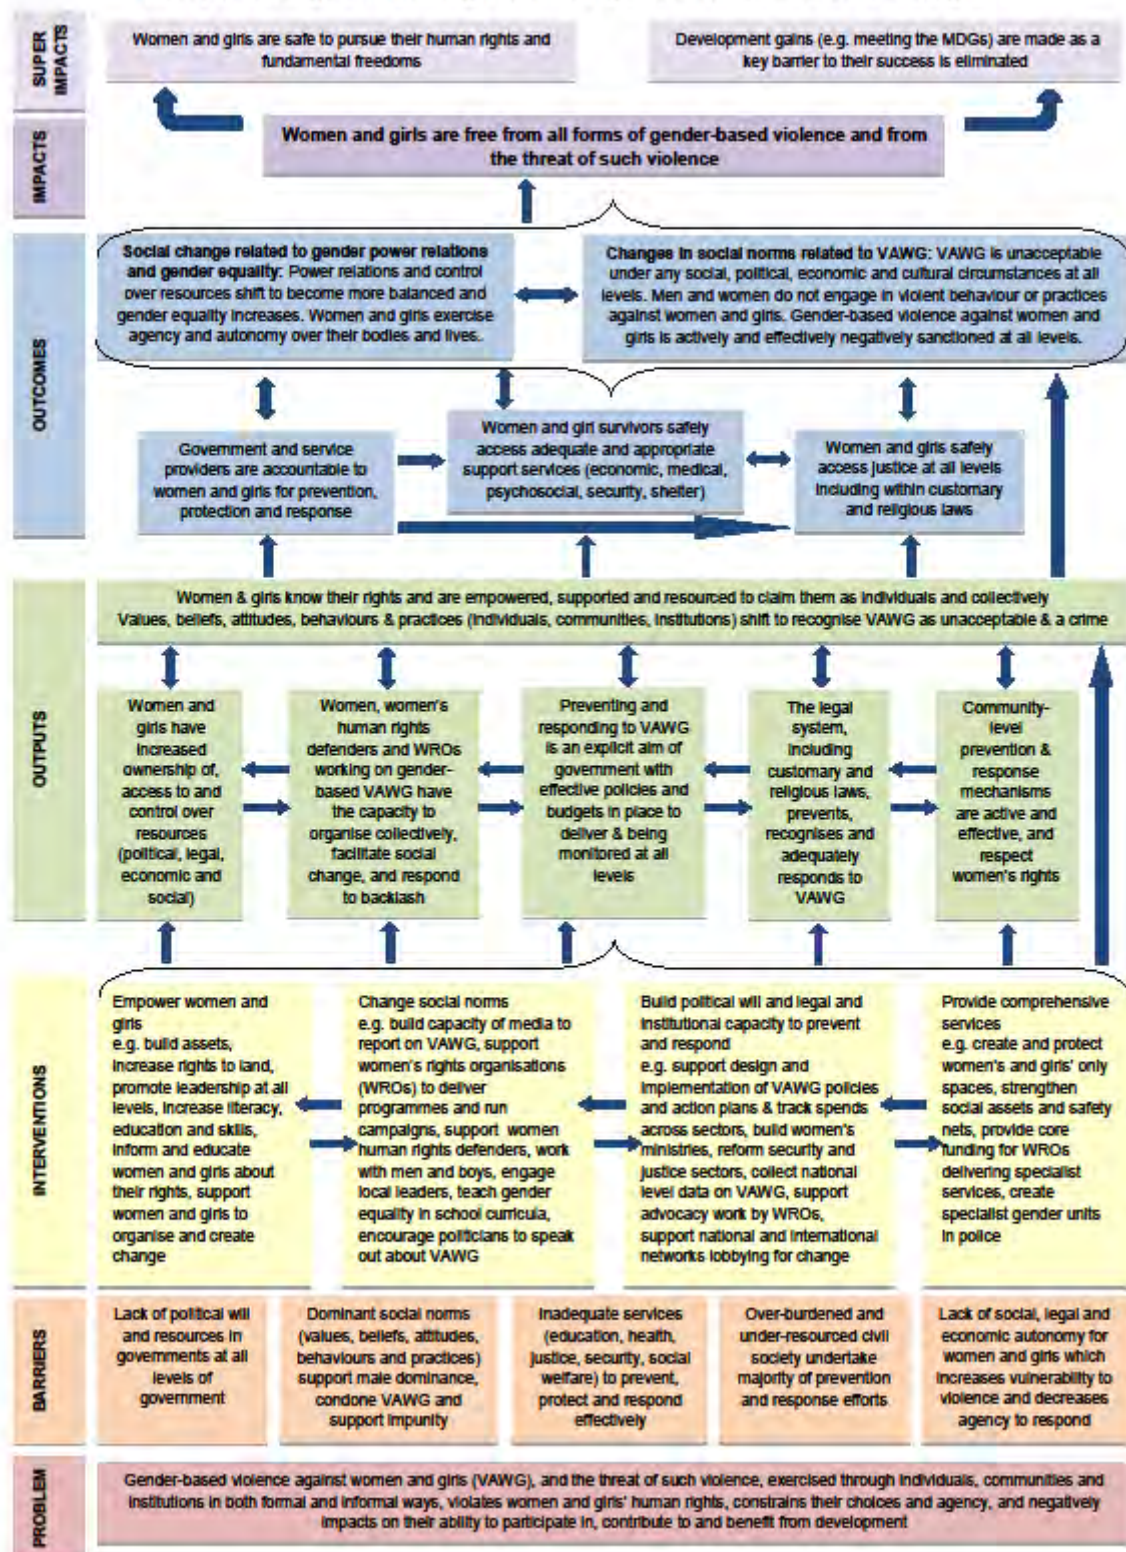 SUPER
IMPACTS
Women and girls are safe to pursue their human rights and
fundamental freedoms
Development gains (e.g. meeting the MDGs) are made as a
key barrier to their success is eliminated
IMPACTS
Women and girls are free from all forms of gender-based violence and from
the threat of such violence
OUTCOMES
Social change related to gender power relations
and gender equality: Power relations and control
over resources shift to become more balanced and
gender equality increases. Women and girls exercise
agency and autonomy over their bodies and lives.
Changes in social norms related to VAWG: VAWG is unacceptable
under any social, political, economic and cultural circumstances at all
levels. Men and women do not engage in violent behaviour or practices
against women and girls. Gender-based violence against women and
girls is actively and effectively negatively sanctioned at all levels.
Government and service
providers are accountable to
women and girls for prevention,
protection and response
Women and girl survivors safely
access adequate and appropriate
support services (economic, medical,
psychosocial, security, shelter)
Women and girls safely
access justice at all levels
including within customary
and religious laws
OUTPUTS
Women & girls know their rights and are empowered, supported and resourced to claim them as individuals and collectively
Values, beliefs, attitudes, behaviours & practices (individuals, communities, institutions) shift to recognise VAWG as unacceptable & a crime
Women and
girls have
increased
ownership of,
access to and
control over
resources
(political, legal,
economic and
social)
Women, women's
human rights
defenders and WROs
working on gender-
based VAWG have
the capacity to
organise collectively,
facilitate social
change, and respond
to backlash
Preventing and
responding to VAWG
is an explicit aim of
government with
effective policies and
budgets in place to
deliver & being
monitored at all
levels
The legal
system,
including
customary and
religious laws,
prevents,
recognises and
adequately
responds to
VAWG
Community-
level
prevention &
response
mechanisms
are active and
effective, and
respect
women's rights
INTERVENTIONS
Empower women and
girls
e.g. build assets,
increase rights to land,
promote leadership at all
levels, increase literacy,
education and skills,
inform and educate
women and girls about
their rights, support
women and girls to
organise and create
change
Change social norms
e.g. build capacity of media to
report on VAWG, support
women's rights organisations
(WROs) to deliver
programmes and run
campaigns, support women
human rights defenders, work
with men and boys, engage
local leaders, teach gender
equality in school curricula,
encourage politicians to speak
out about VAWG
Build political will and legal and
institutional capacity to prevent
and respond
e.g. support design and
implementation of VAWG policies
and action plans & track spends
across sectors, build women's
ministries, reform security and
justice sectors, collect national
level data on VAWG, support
advocacy work by WROs,
support national and international
networks lobbying for change
Provide comprehensive
services
e.g. create and protect
women's and girls' only
spaces, strengthen
social assets and safety
nets, provide core
funding for WROs
delivering specialist
services, create
specialist gender units
in police
BARRIERS
Lack of political will
and resources in
governments at all
levels of
government
Dominant social norms
(values, beliefs, attitudes,
behaviours and practices)
support male dominance,
condone VAWG and
support impunity
Inadequate services
(education, health,
justice, security, social
welfare) to prevent,
protect and respond
effectively
Over-burdened and
under-resourced civil
society undertake
majority of prevention
and response efforts
Lack of social, legal and
economic autonomy for
women and girls which
increases vulnerability to
violence and decreases
agency to respond
PROBLEM
Gender-based violence against women and girls (VAWG), and the threat of such violence, exercised through individuals, communities and
institutions in both formal and informal ways, violates women and girls' human rights, constrains their choices and agency, and negatively
impacts on their ability to participate in, contribute to and benefit from development